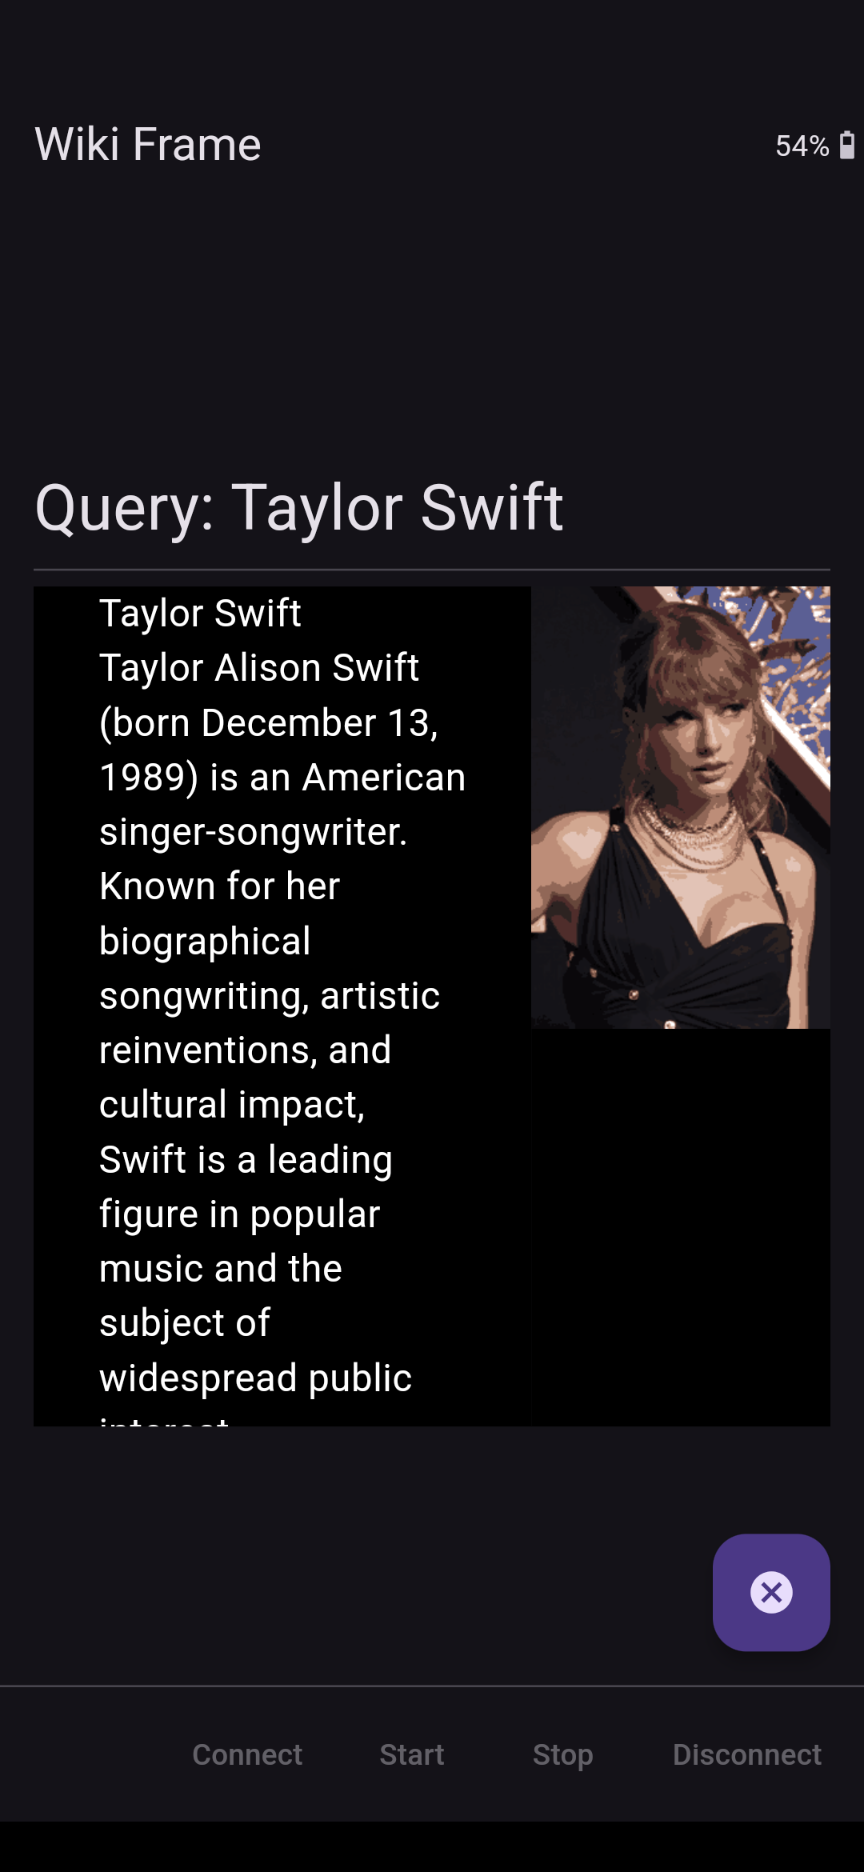 Wiki Frame
54%
Query: Taylor Swift
Taylor Swift
Taylor Alison Swift
(born December 13,
1989) is an American
singer-songwriter.
Known for her
biographical
songwriting, artistic
reinventions, and
cultural impact,
Swift is a leading
figure in popular
music and the
subject of
widespread public
interest
Connect
Start
Stop
Disconnect